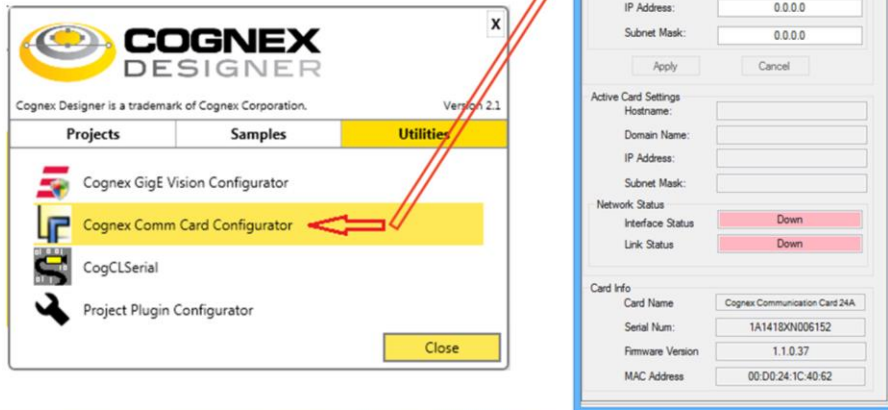 COGNEX
DESIGNER
x
Cognex Designer is a trademark of Cognex Corporation.
Version 2.1
Projects
Samples
Utilities
Cognex GigE Vision Configurator
Cognex Comm Card Configurator
CogCLSerial
Project Plugin Configurator
Close
IP Address: 0.0.0.0
Subnet Mask: 0.0.0.0
Apply Cancel
Active Card Settings
Hostname:
Domain Name:
IP Address:
Subnet Mask:
Network Status
Interface Status Down
Link Status Down
Card Info
Card Name Cognex Communication Card 24A
Serial Num: 1A1418XN006152
Firmware Version 1.1.0.37
MAC Address 00:D0:24:1C:40:62